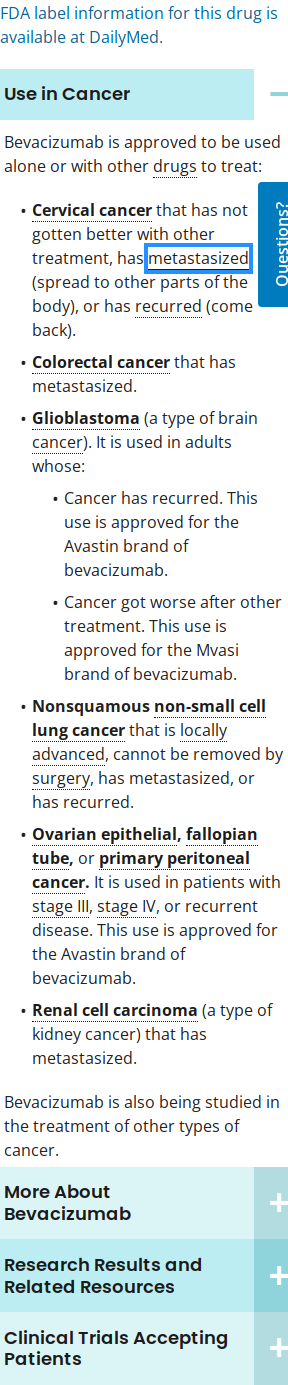 FDA label information for this drug is
available at DailyMed.
Use in Cancer
Bevacizumab is approved to be used
alone or with other drugs to treat:
• Cervical cancer that has not
gotten better with other
treatment, has metastasized
(spread to other parts of the
body), or has recurred (come
back).
• Colorectal cancer that has
metastasized.
• Glioblastoma (a type of brain
cancer). It is used in adults
whose:
• Cancer has recurred. This
use is approved for the
Avastin brand of
bevacizumab.
• Cancer got worse after other
treatment. This use is
approved for the Mvasi
brand of bevacizumab.
• Nonsquamous non-small cell
lung cancer that is locally
advanced, cannot be removed by
surgery, has metastasized, or
has recurred.
• Ovarian epithelial, fallopian
tube, or primary peritoneal
cancer. It is used in patients with
stage III, stage IV, or recurrent
disease. This use is approved for
the Avastin brand of
bevacizumab.
• Renal cell carcinoma (a type of
kidney cancer) that has
metastasized.
Bevacizumab is also being studied in
the treatment of other types of
cancer.
More About
Bevacizumab
Research Results and
Related Resources
Clinical Trials Accepting
Patients
Questions?